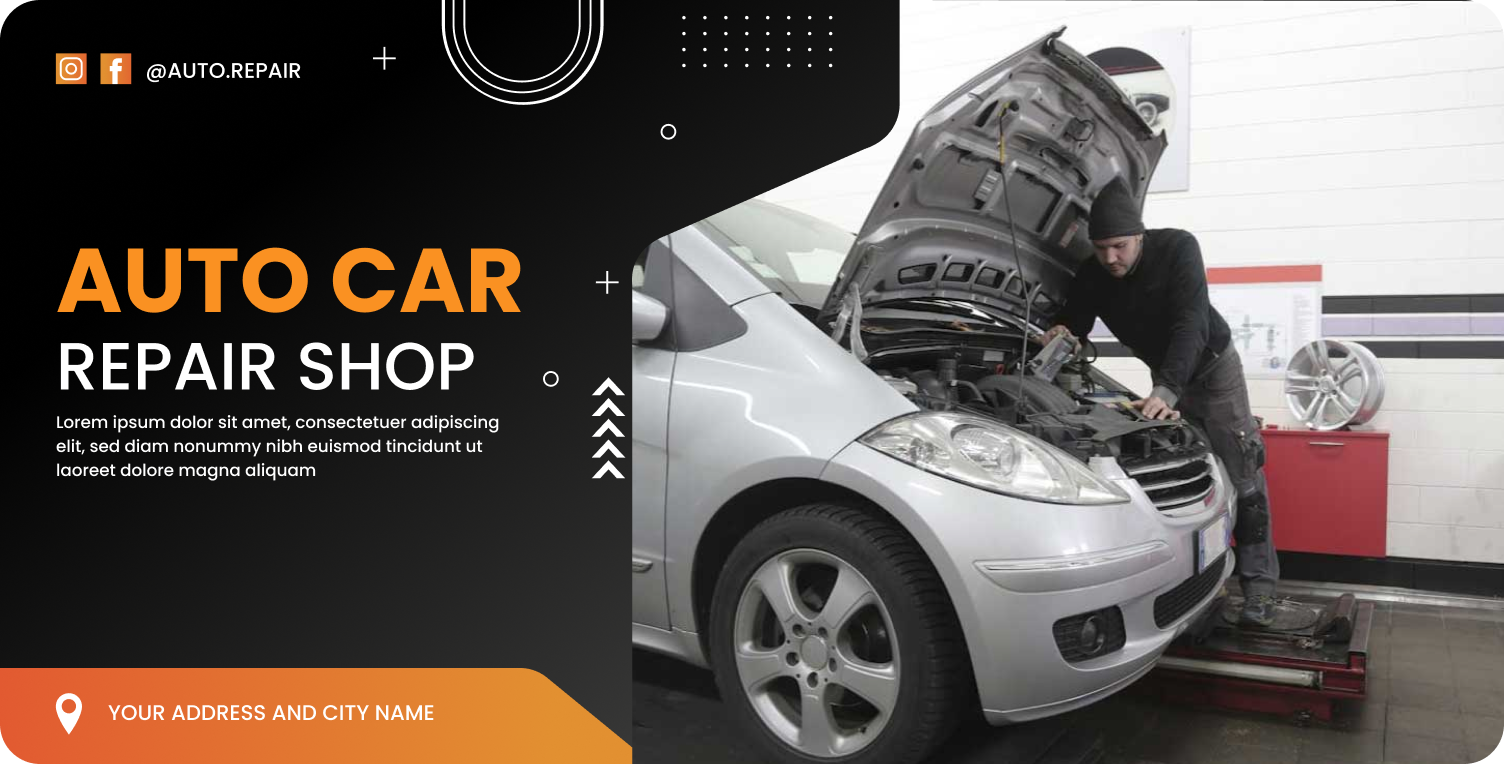 @AUTO.REPAIR
AUTO CAR
REPAIR SHOP
Lorem ipsum dolor sit amet, consectetuer adipiscing
elit, sed diam nonummy nibh euismod tincidunt ut
laoreet dolore magna aliquam
YOUR ADDRESS AND CITY NAME